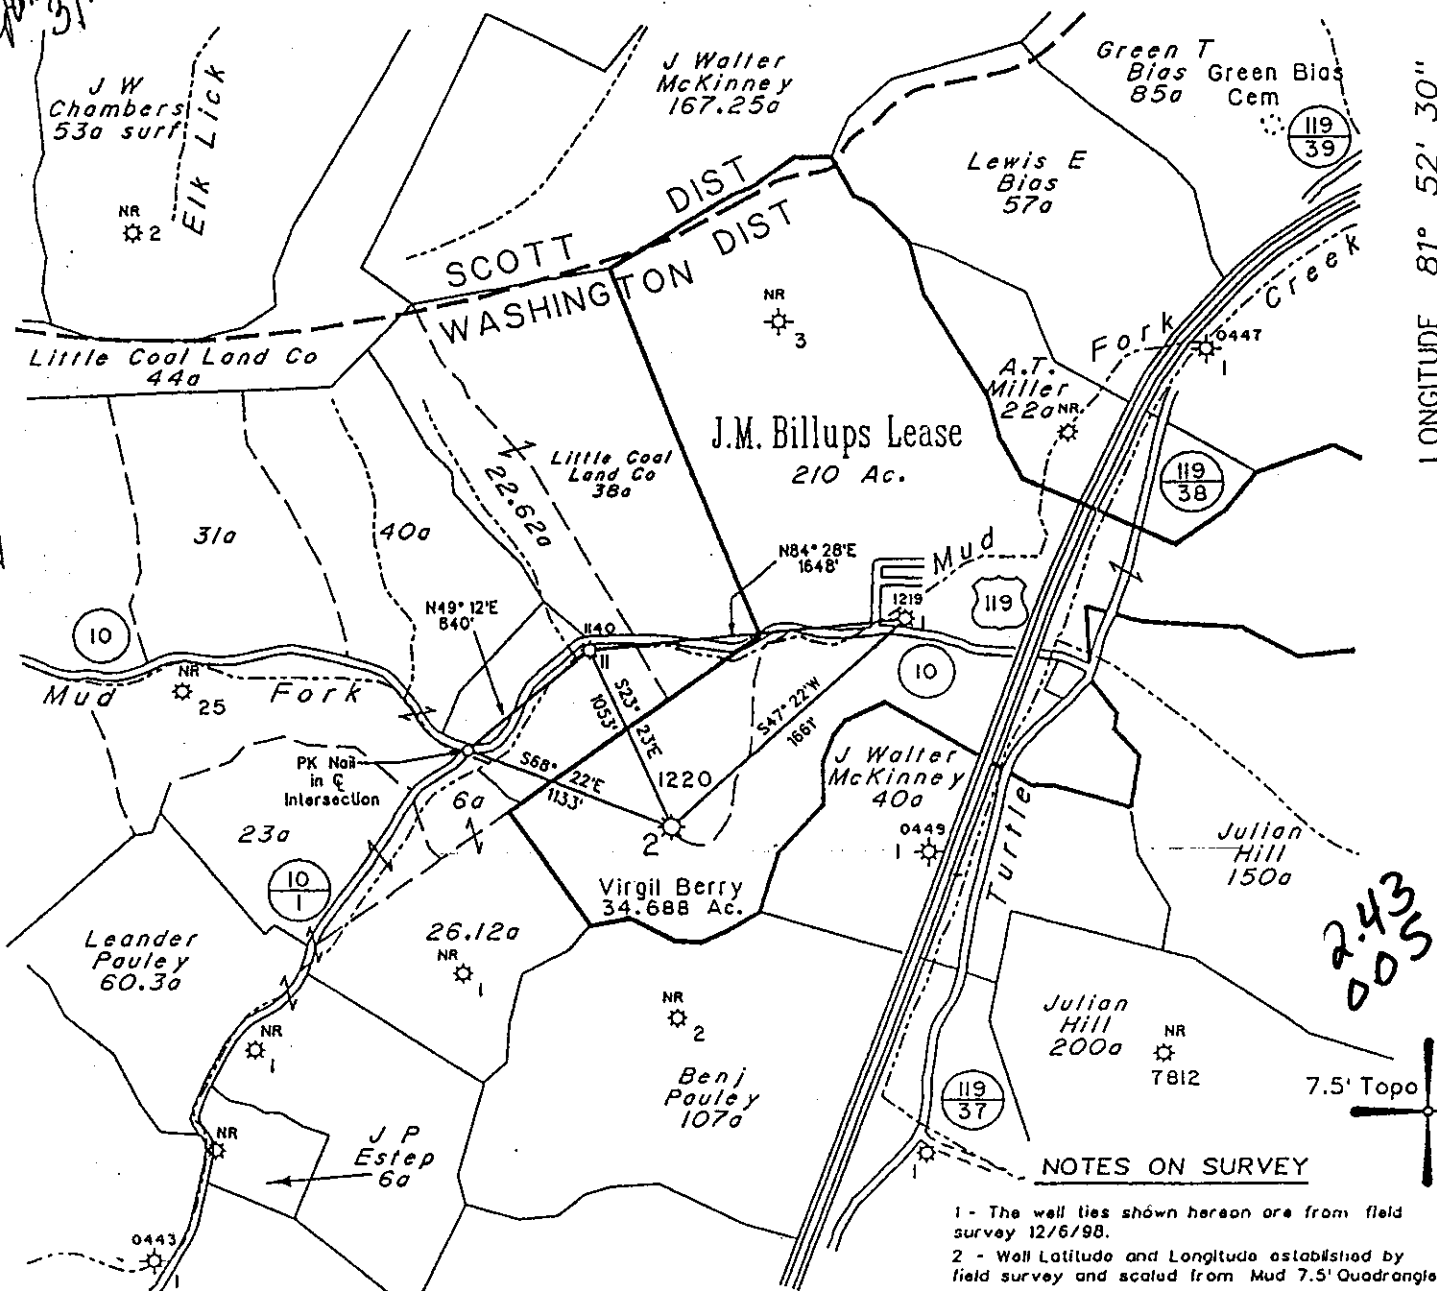 31
J W
Chambers
53a surf
Elk Lick
NR
2
J Walter
McKinney
167.25a
Green T
Bias
85a
Green Bias
Cem
119
39
LONGITUDE 81° 52' 30"
Lewis E
Bias
57a
SCOTT DIST
WASHINGTON DIST
NR
3
Little Coal Land Co
44a
Fork
Creek
0447
1
A.T.
Miller
22a
NR
J.M. Billups Lease
210 Ac.
Little Coal
Land Co
38a
22.62a
119
38
31a
40a
N84° 28'E
1648'
Mud
N49° 12'E
840'
1140
11
1219
1
119
10
10
Mud Fork
NR
25
S23° 23'E
1053'
S47° 22'W
1661'
PK Nail
in ℄
Intersection
S68° 22'E
1133'
1220
2
J Walter
McKinney
40a
0449
1
Turtle
6a
23a
Julian
Hill
150a
10
1
Virgil Berry
34.688 Ac.
2.43
005
Leander
Pauley
60.3a
26.12a
NR
1
NR
2
Julian
Hill
200a
NR
7812
NR
1
Benj
Pauley
107a
119
37
7.5' Topo
NR
J P
Estep
6a
1
NOTES ON SURVEY
1 - The well ties shown hereon are from field
survey 12/6/98.
2 - Well Latitude and Longitude established by
field survey and scaled from Mud 7.5' Quadrangle
0443
1